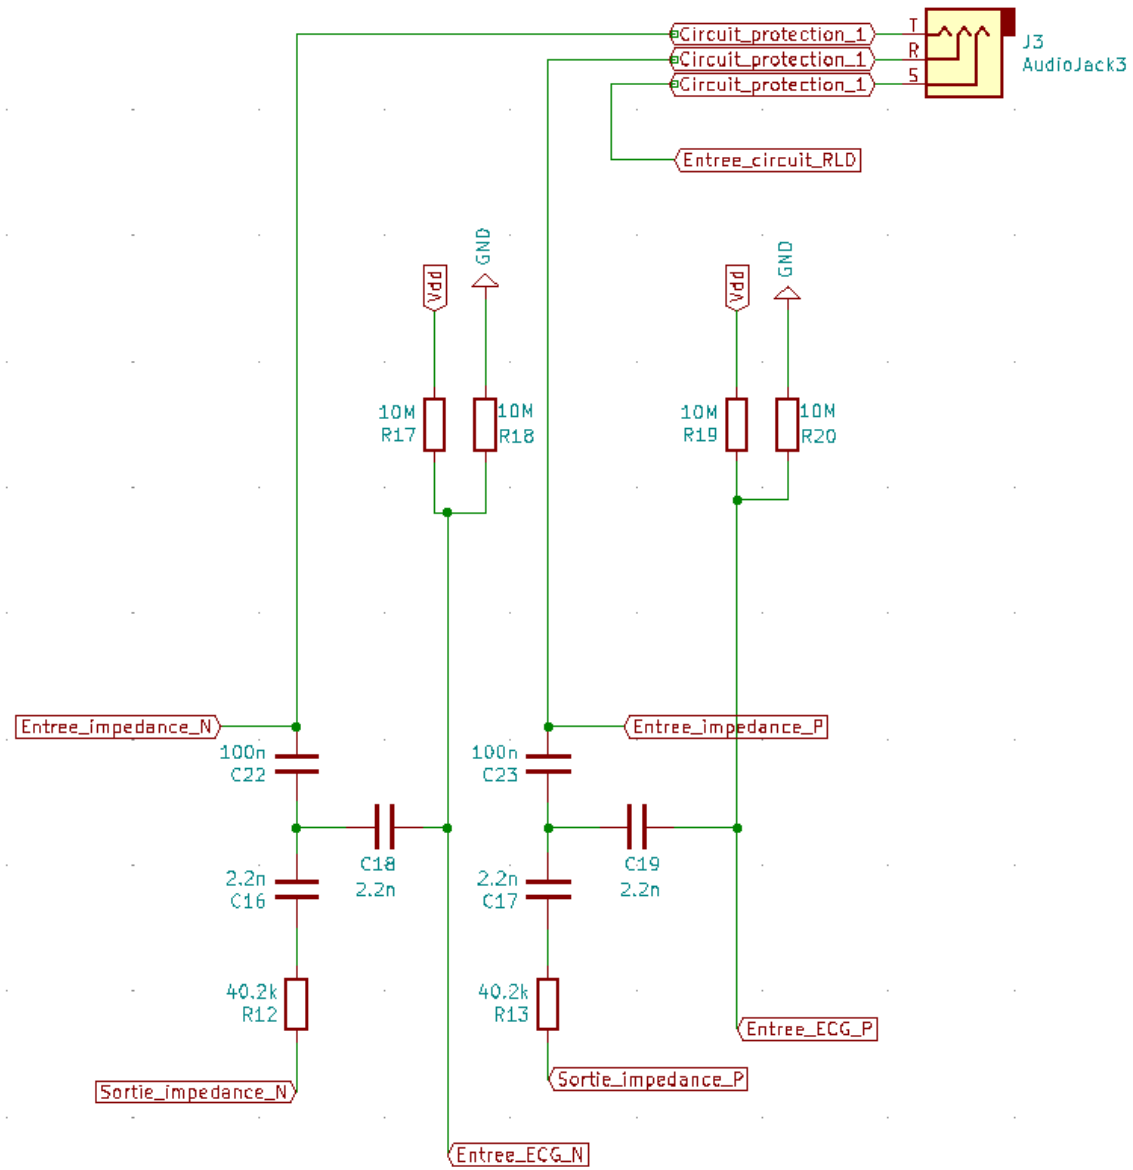 Circuit_protection_1
T
Circuit_protection_1
R
Circuit_protection_1
S
J3
AudioJack3
Entree_circuit_RLD
Vdd
GND
Vdd
GND
10M
R17
10M
R18
10M
R19
10M
R20
Entree_impedance_N
Entree_impedance_P
100n
C22
100n
C23
C18
2.2n
C19
2.2n
2.2n
C16
2.2n
C17
40.2k
R12
40.2k
R13
Entree_ECG_P
Sortie_impedance_P
Sortie_impedance_N
Entree_ECG_N